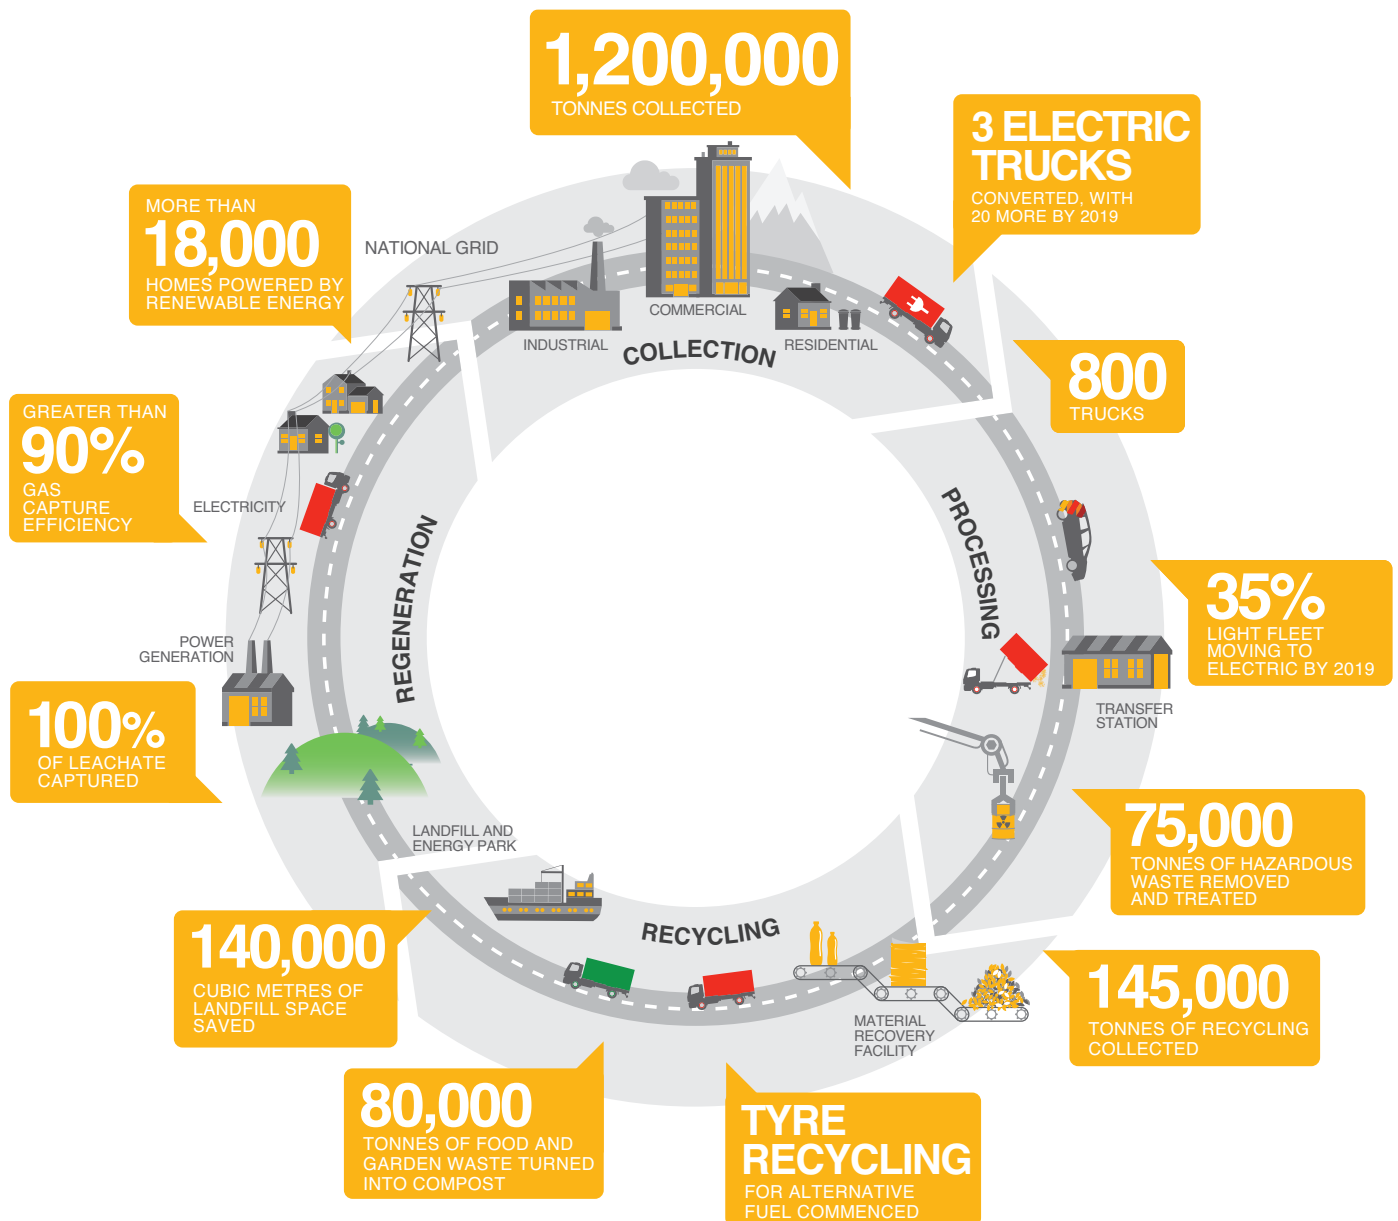 1,200,000
TONNES COLLECTED
3 ELECTRIC
TRUCKS
CONVERTED, WITH
20 MORE BY 2019
MORE THAN
18,000
HOMES POWERED BY
RENEWABLE ENERGY
NATIONAL GRID
INDUSTRIAL
COMMERCIAL
RESIDENTIAL
COLLECTION
800
TRUCKS
GREATER THAN
90%
GAS
CAPTURE
EFFICIENCY
ELECTRICITY
REGENERATION
PROCESSING
35%
LIGHT FLEET
MOVING TO
ELECTRIC BY 2019
POWER
GENERATION
TRANSFER
STATION
100%
OF LEACHATE
CAPTURED
LANDFILL AND
ENERGY PARK
75,000
TONNES OF HAZARDOUS
WASTE REMOVED
AND TREATED
RECYCLING
140,000
CUBIC METRES OF
LANDFILL SPACE
SAVED
MATERIAL
RECOVERY
FACILITY
145,000
TONNES OF RECYCLING
COLLECTED
80,000
TONNES OF FOOD AND
GARDEN WASTE TURNED
INTO COMPOST
TYRE
RECYCLING
FOR ALTERNATIVE
FUEL COMMENCED